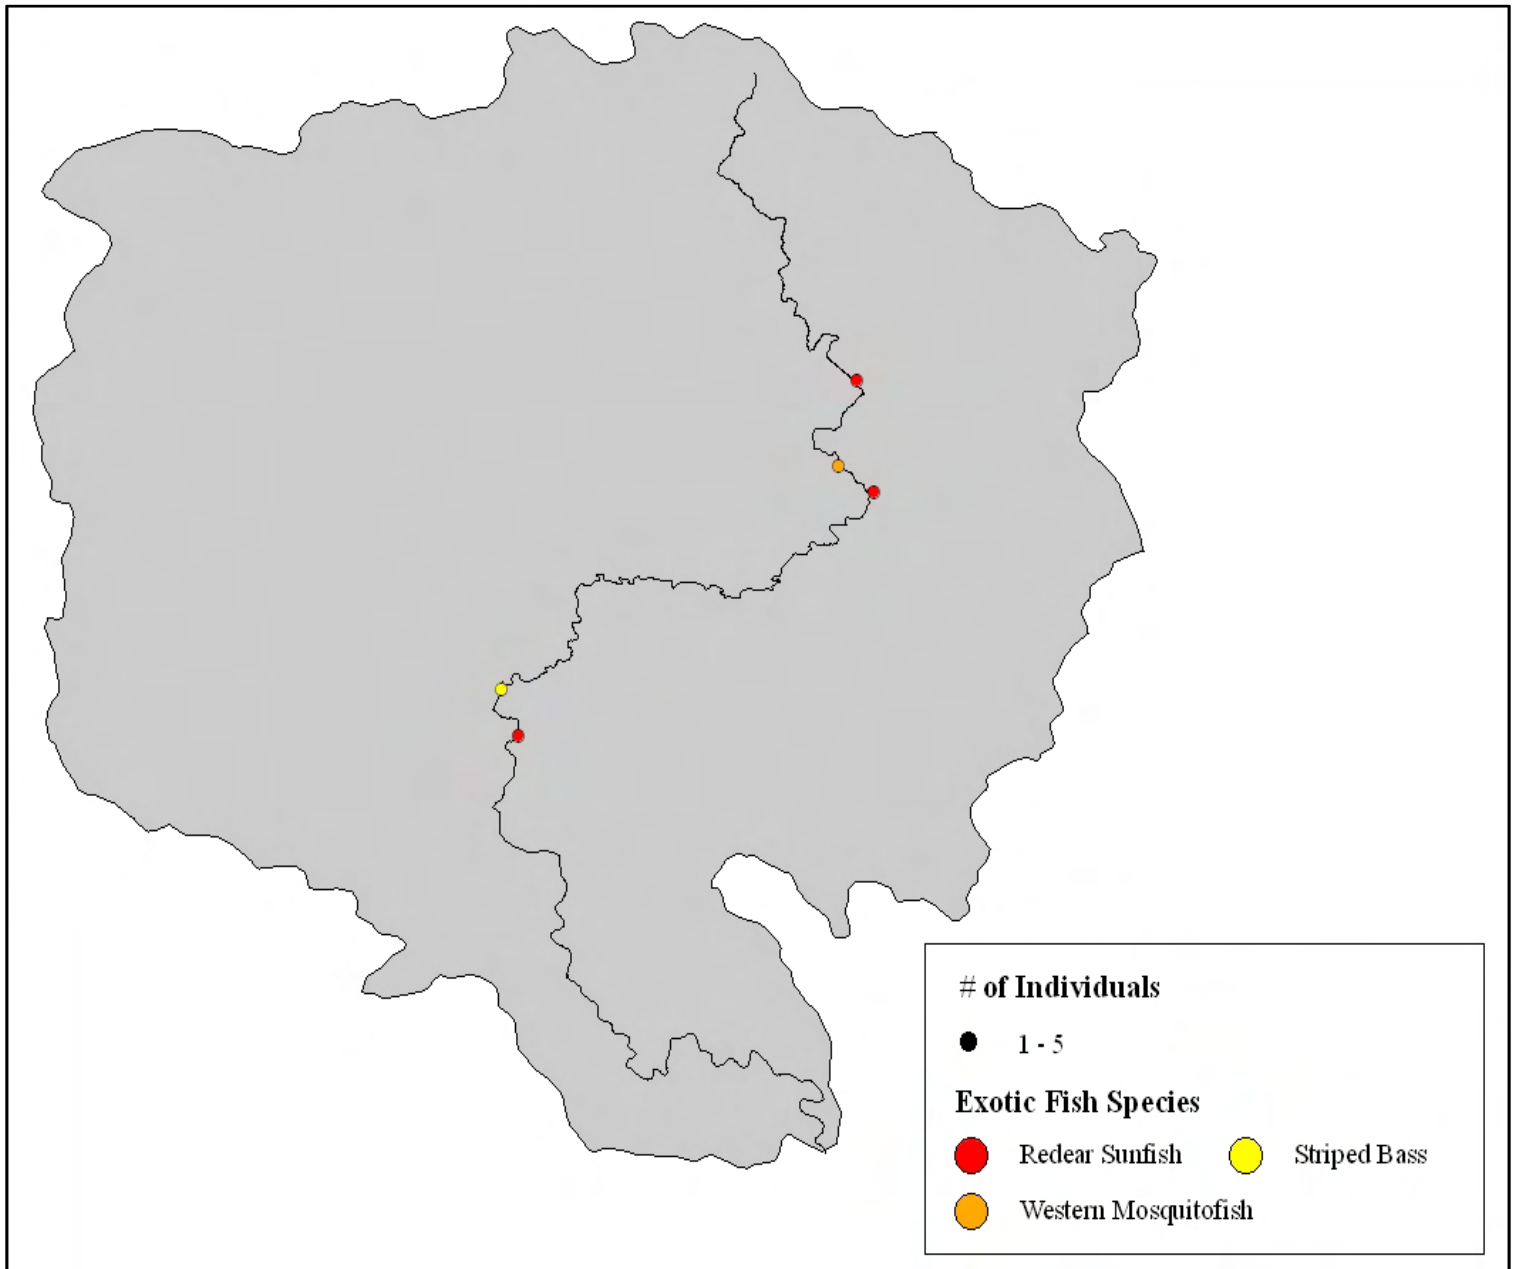 # of Individuals
1 - 5
Exotic Fish Species
Redear Sunfish
Striped Bass
Western Mosquitofish